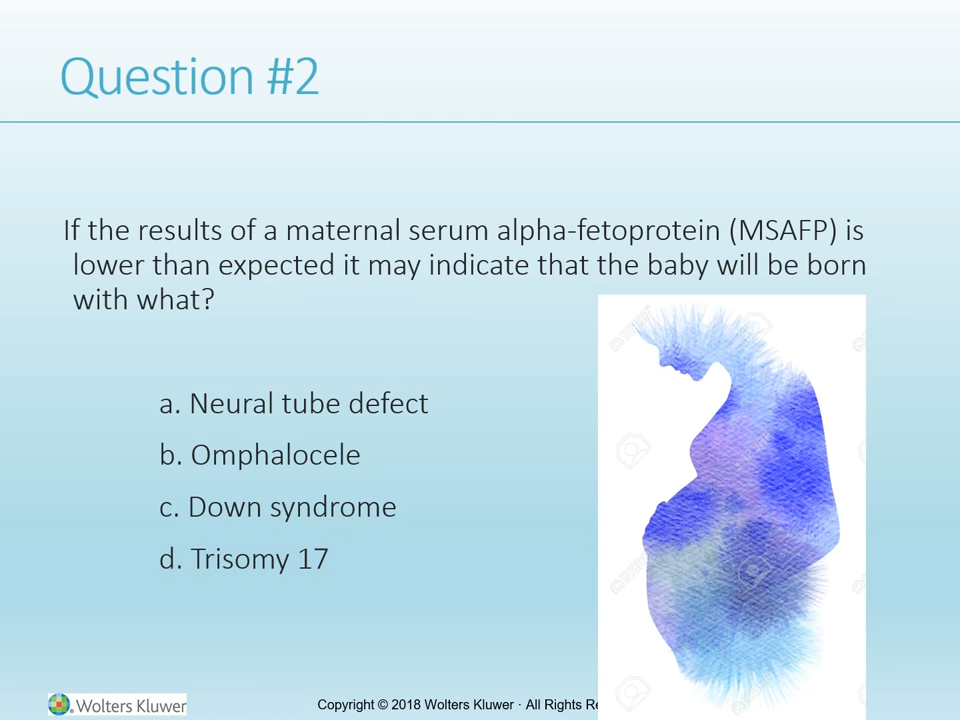 Question #2
If the results of a maternal serum alpha-fetoprotein (MSAFP) is
lower than expected it may indicate that the baby will be born
with what?
a. Neural tube defect
b. Omphalocele
c. Down syndrome
d. Trisomy 17
Wolters Kluwer
Copyright © 2018 Wolters Kluwer · All Rights